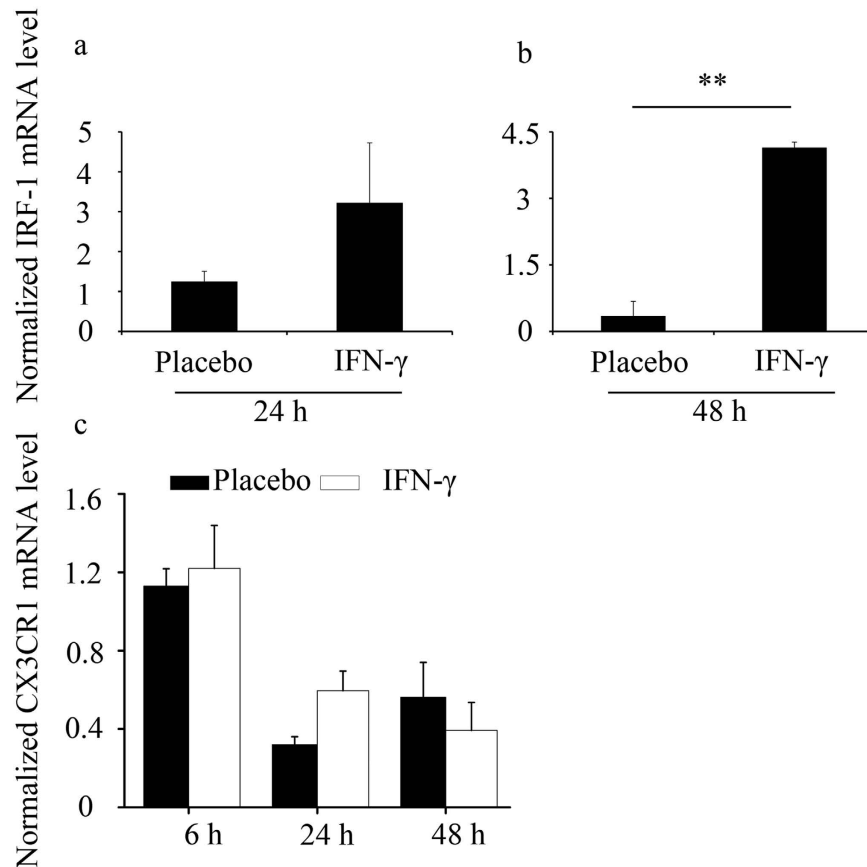 a
Normalized IRF-1 mRNA level
5
4
3
2
1
0
Placebo IFN-γ
24 h
b
**
4.5
3
1.5
0
Placebo IFN-γ
48 h
c
Normalized CX3CR1 mRNA level
Placebo IFN-γ
1.6
1.2
0.8
0.4
0
6 h 24 h 48 h